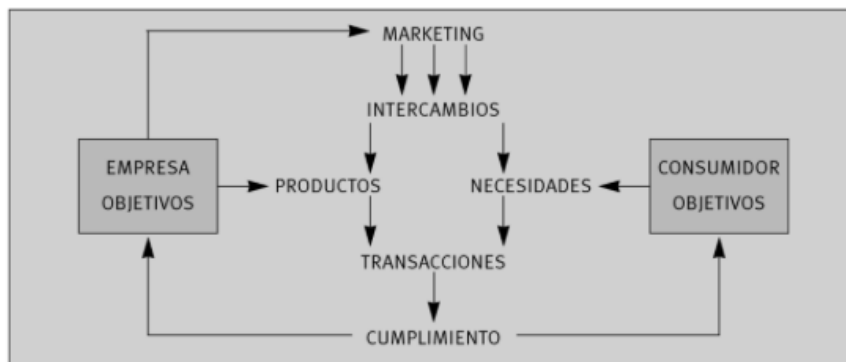 MARKETING
INTERCAMBIOS
EMPRESA
OBJETIVOS
PRODUCTOS
NECESIDADES
CONSUMIDOR
OBJETIVOS
TRANSACCIONES
CUMPLIMIENTO